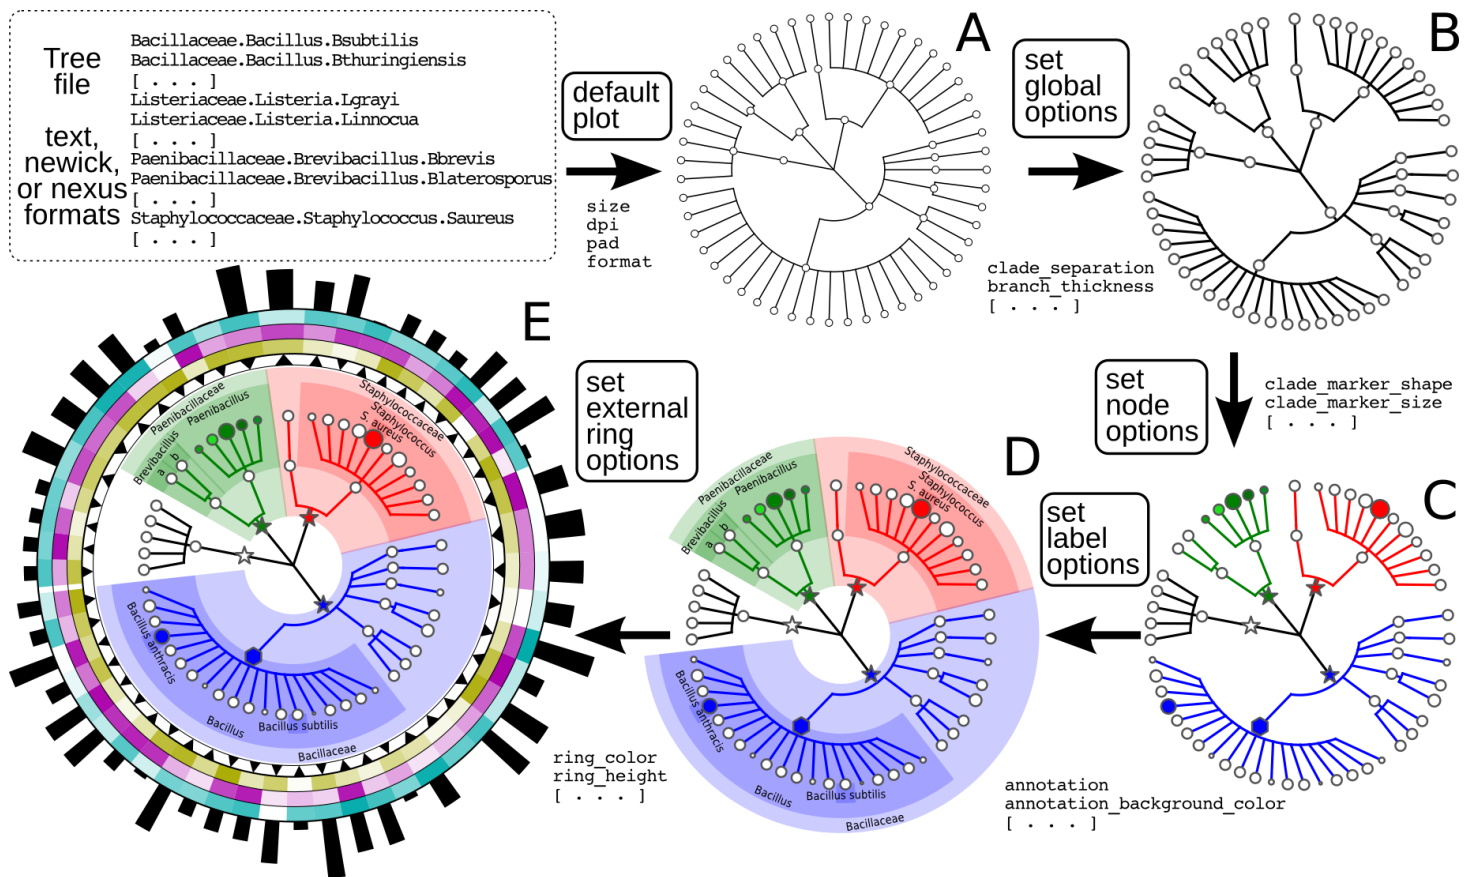 Tree
file
text,
newick,
or nexus
formats
Bacillaceae.Bacillus.Bsubtilis
Bacillaceae.Bacillus.Bthuringiensis
[ . . . ]
Listeriaceae.Listeria.Lgrayi
Listeriaceae.Listeria.Linnocua
[ . . . ]
Paenibacillaceae.Brevibacillus.Bbrevis
Paenibacillaceae.Brevibacillus.Blaterosporus
[ . . . ]
Staphylococcaceae.Staphylococcus.Saureus
[ . . . ]
default
plot
size
dpi
pad
format
A
set
global
options
clade_separation
branch_thickness
[ . . . ]
B
set
node
options
clade_marker_shape
clade_marker_size
[ . . . ]
C
set
label
options
annotation
annotation_background_color
[ . . . ]
D
Paenibacillaceae
Paenibacillus
Brevibacillus
a
b
Staphylococcaceae
Staphylococcus
S. aureus
Bacillus anthracis
Bacillus
Bacillus subtilis
Bacillaceae
set
external
ring
options
ring_color
ring_height
[ . . . ]
E
Paenibacillaceae
Paenibacillus
Brevibacillus
a
b
Staphylococcaceae
Staphylococcus
S. aureus
Bacillus anthracis
Bacillus
Bacillus subtilis
Bacillaceae